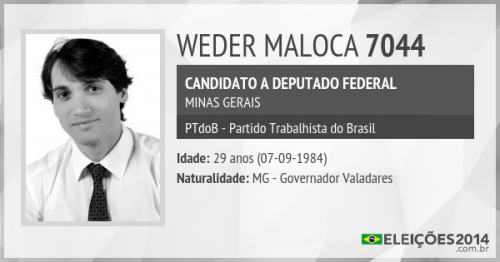 WEDER MALOCA 7044
CANDIDATO A DEPUTADO FEDERAL
MINAS GERAIS
PTdoB - Partido Trabalhista do Brasil
Idade: 29 anos (07-09-1984)
Naturalidade: MG - Governador Valadares
ELEIÇÕES2014
.com.br